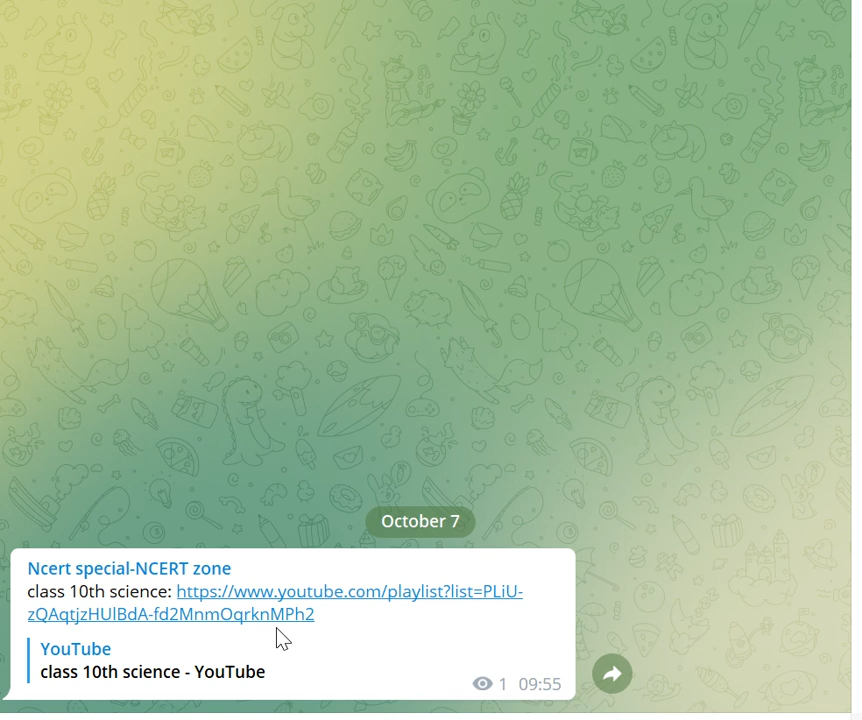 October 7
Ncert special-NCERT zone
class 10th science: https://www.youtube.com/playlist?list=PLiU-
zQAqtjzHUlBdA-fd2MnmOqrknMPh2
YouTube
class 10th science - YouTube
1 09:55